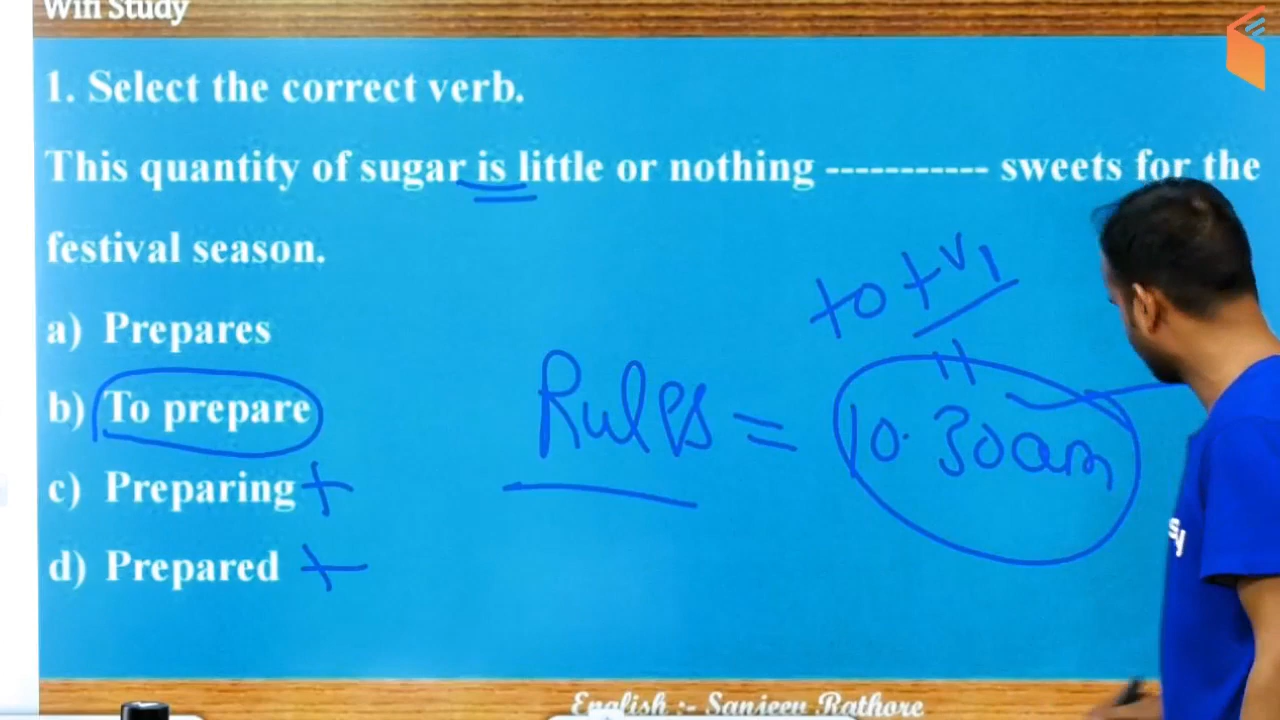 Wifi Study
1. Select the correct verb.
This quantity of sugar is little or nothing ----------- sweets for the
festival season.
to + V1
a) Prepares
Rules = 10.30am
b) To prepare
c) Preparing
d) Prepared
sy
English :- Sanjeev Rathore